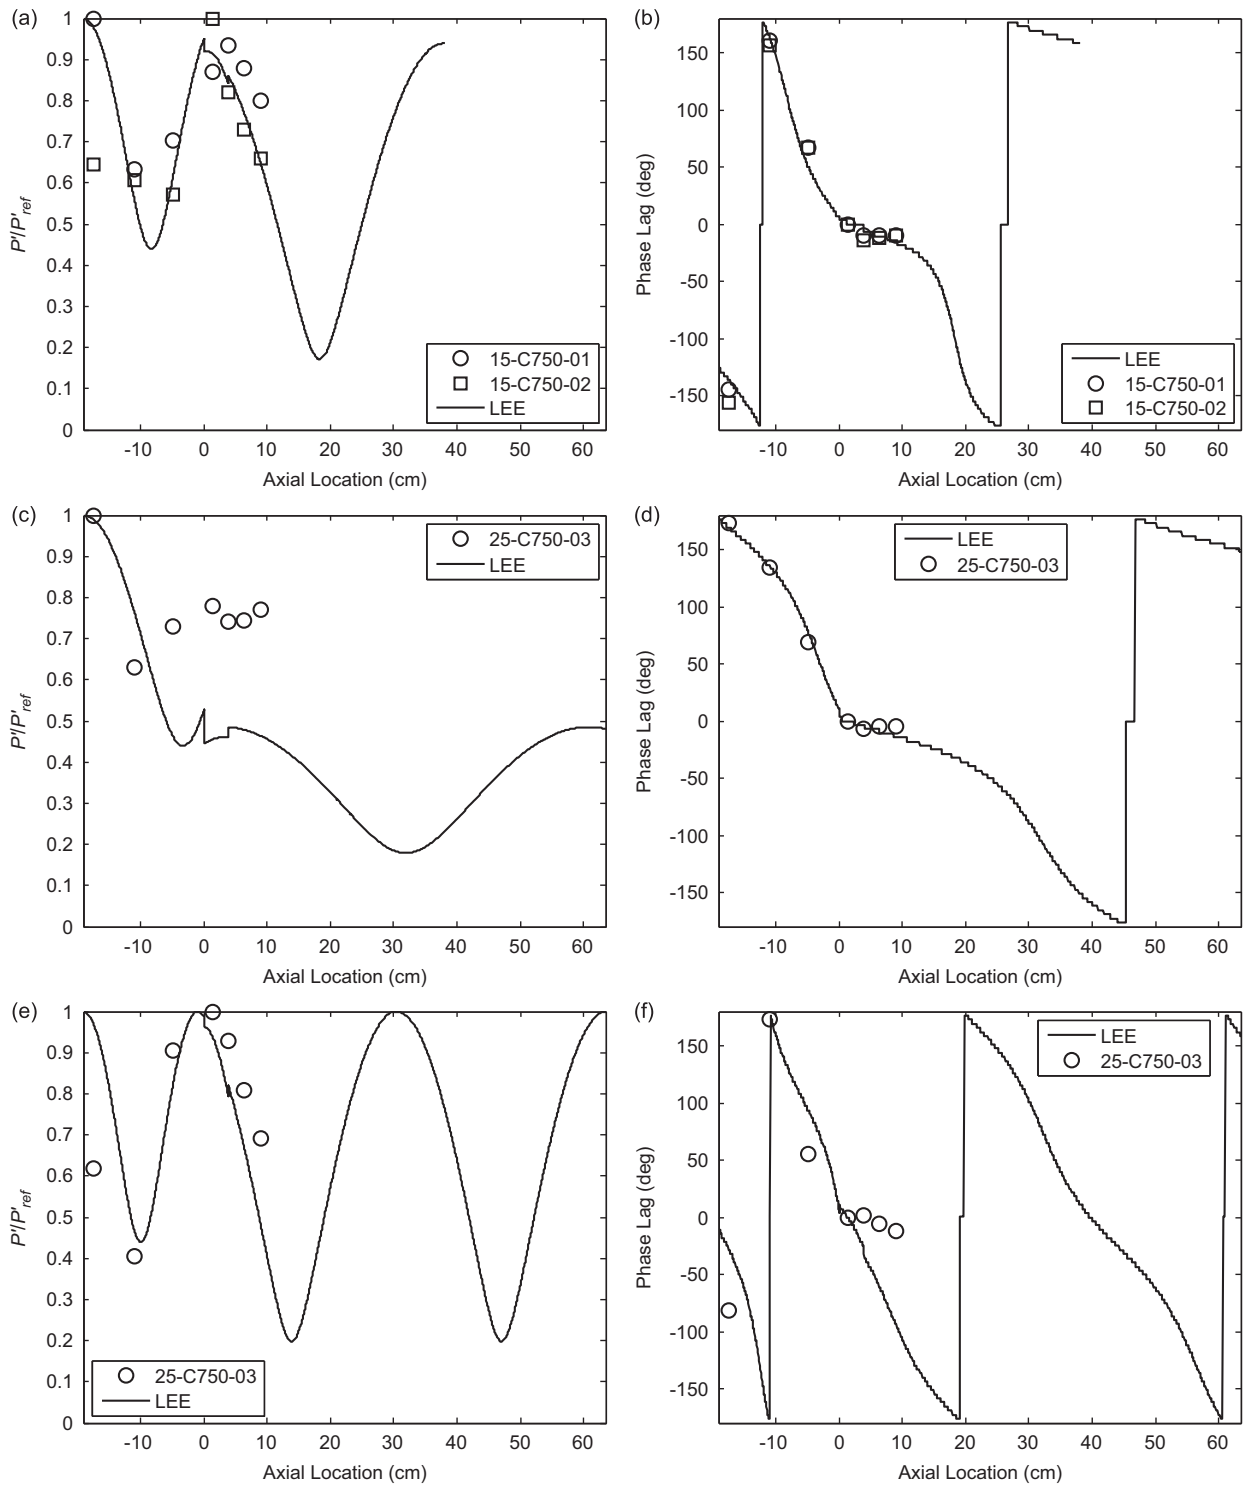 (a)
1
0.9
0.8
0.7
0.6
0.5
0.4
0.3
0.2
0.1
0
P'/P'ref
-10 0 10 20 30 40 50 60
Axial Location (cm)
15-C750-01
15-C750-02
LEE
(b)
150
100
50
0
-50
-100
-150
Phase Lag (deg)
-10 0 10 20 30 40 50 60
Axial Location (cm)
LEE
15-C750-01
15-C750-02
(c)
1
0.9
0.8
0.7
0.6
0.5
0.4
0.3
0.2
0.1
0
P'/P'ref
-10 0 10 20 30 40 50 60
Axial Location (cm)
25-C750-03
LEE
(d)
150
100
50
0
-50
-100
-150
Phase Lag (deg)
-10 0 10 20 30 40 50 60
Axial Location (cm)
LEE
25-C750-03
(e)
1
0.9
0.8
0.7
0.6
0.5
0.4
0.3
0.2
0.1
0
P'/P'ref
-10 0 10 20 30 40 50 60
Axial Location (cm)
25-C750-03
LEE
(f)
150
100
50
0
-50
-100
-150
Phase Lag (deg)
-10 0 10 20 30 40 50 60
Axial Location (cm)
LEE
25-C750-03